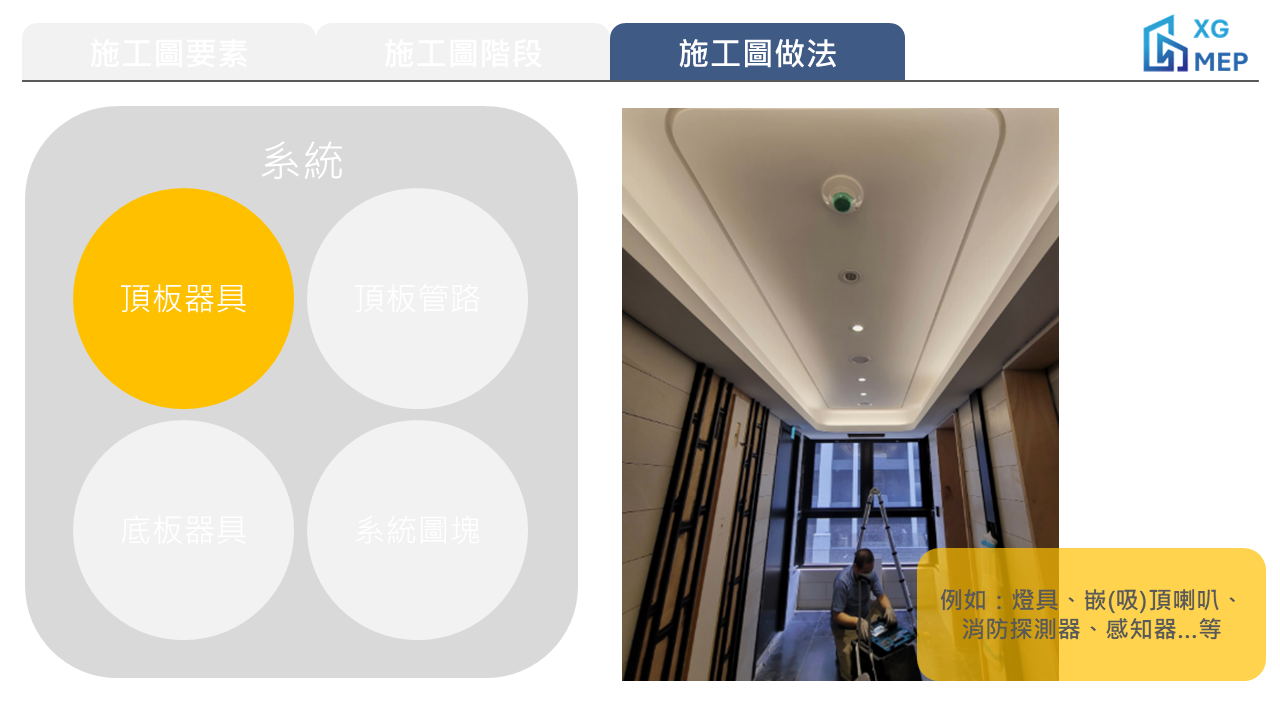 施工圖要素
施工圖階段
施工圖做法
XG
MEP
系統
頂板器具
頂板管路
底板器具
系統圖塊
例如：燈具、嵌(吸)頂喇叭、
消防探測器、感知器...等